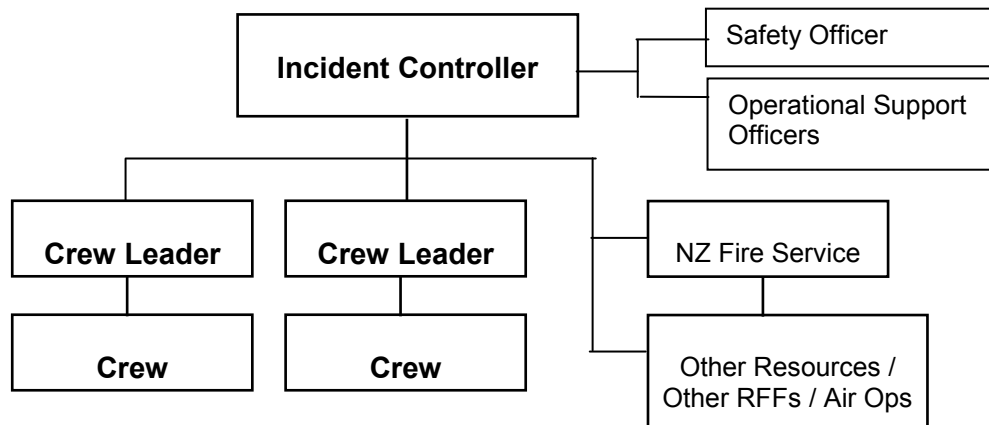 Incident Controller
Safety Officer
Operational Support
Officers
Crew Leader
Crew Leader
NZ Fire Service
Crew
Crew
Other Resources /
Other RFFs / Air Ops